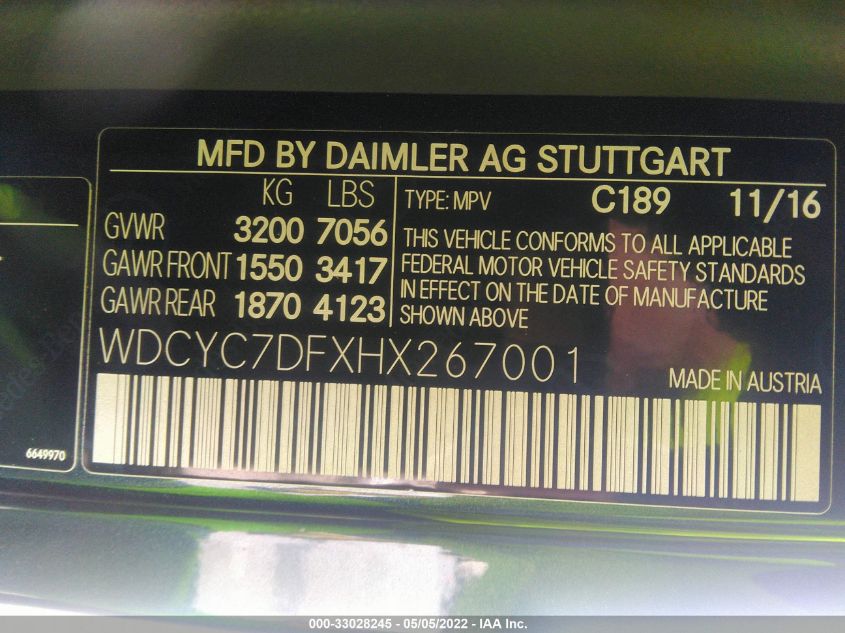 MFD BY DAIMLER AG STUTTGART
KG LBS
GVWR 3200 7056
GAWR FRONT 1550 3417
GAWR REAR 1870 4123
TYPE: MPV C189 11/16
THIS VEHICLE CONFORMS TO ALL APPLICABLE
FEDERAL MOTOR VEHICLE SAFETY STANDARDS
IN EFFECT ON THE DATE OF MANUFACTURE
SHOWN ABOVE
WDCYC7DFXHX267001
MADE IN AUSTRIA
6649970
000-33028245 - 05/05/2022 - IAA Inc.